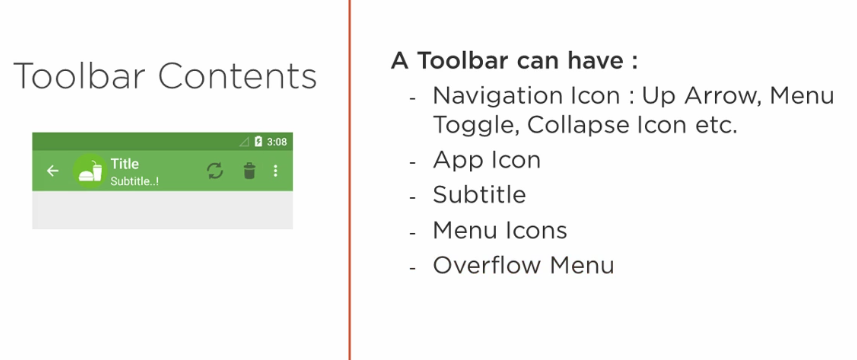 Toolbar Contents
3:08
Title
Subtitle..!
A Toolbar can have :
- Navigation Icon : Up Arrow, Menu
Toggle, Collapse Icon etc.
- App Icon
- Subtitle
- Menu Icons
- Overflow Menu